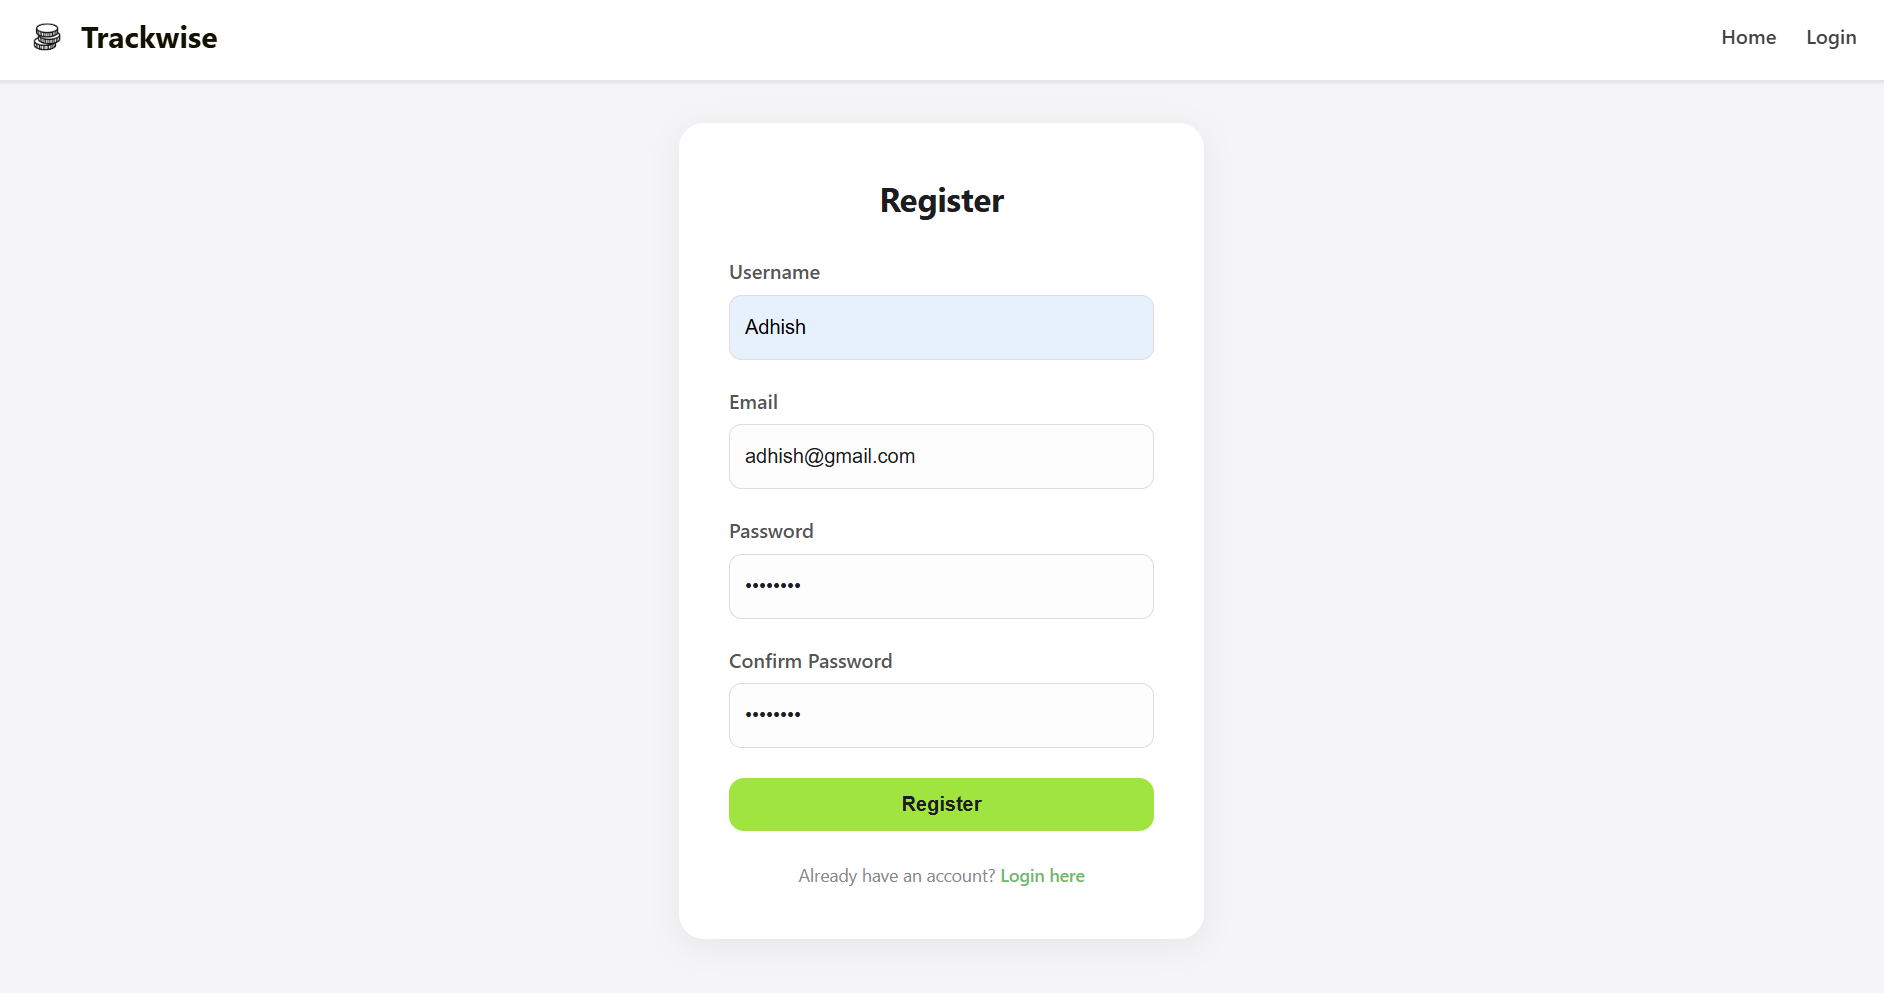 Trackwise
Home Login
Register
Username
Adhish
Email
adhish@gmail.com
Password
••••••••
Confirm Password
••••••••
Register
Already have an account? Login here